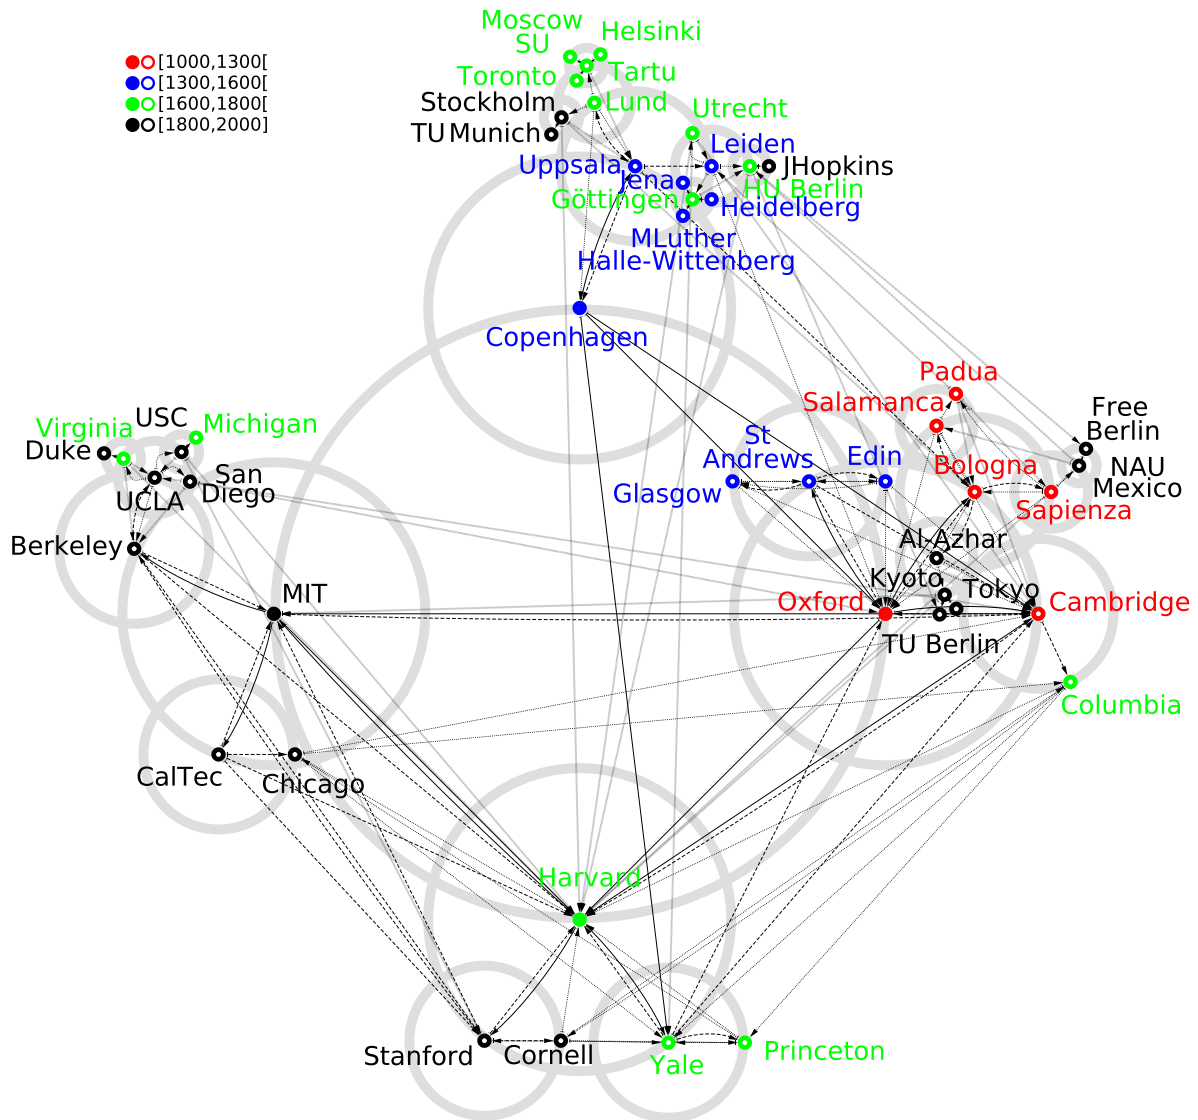 Moscow
SU
Helsinki
[1000,1300[
[1300,1600[
[1600,1800[
[1800,2000]
Toronto
Tartu
Stockholm
Lund
Utrecht
TU Munich
Leiden
Uppsala
JHopkins
Jena
HU Berlin
Göttingen
Heidelberg
MLuther
Halle-Wittenberg
Copenhagen
Padua
Salamanca
Free
Berlin
Virginia
USC
Michigan
Duke
St
Andrews
Edin
Bologna
NAU
Mexico
San
Diego
Glasgow
UCLA
Sapienza
Berkeley
Al-Azhar
Kyoto
Tokyo
MIT
Oxford
Cambridge
TU Berlin
Columbia
CalTec
Chicago
Harvard
Stanford
Cornell
Yale
Princeton